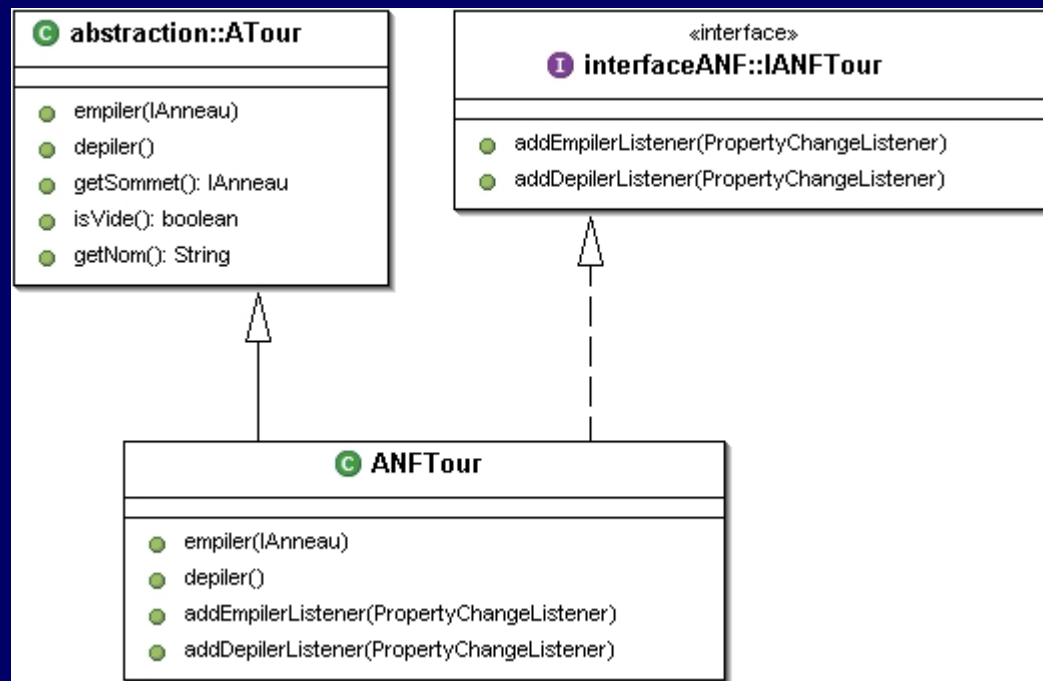 C abstraction::ATour
empiler(IAnneau)
depiler()
getSommet(): IAnneau
isVide(): boolean
getNom(): String
«interface»
I interfaceANF::IANFTour
addEmpilerListener(PropertyChangeListener)
addDepilerListener(PropertyChangeListener)
C ANFTour
empiler(IAnneau)
depiler()
addEmpilerListener(PropertyChangeListener)
addDepilerListener(PropertyChangeListener)